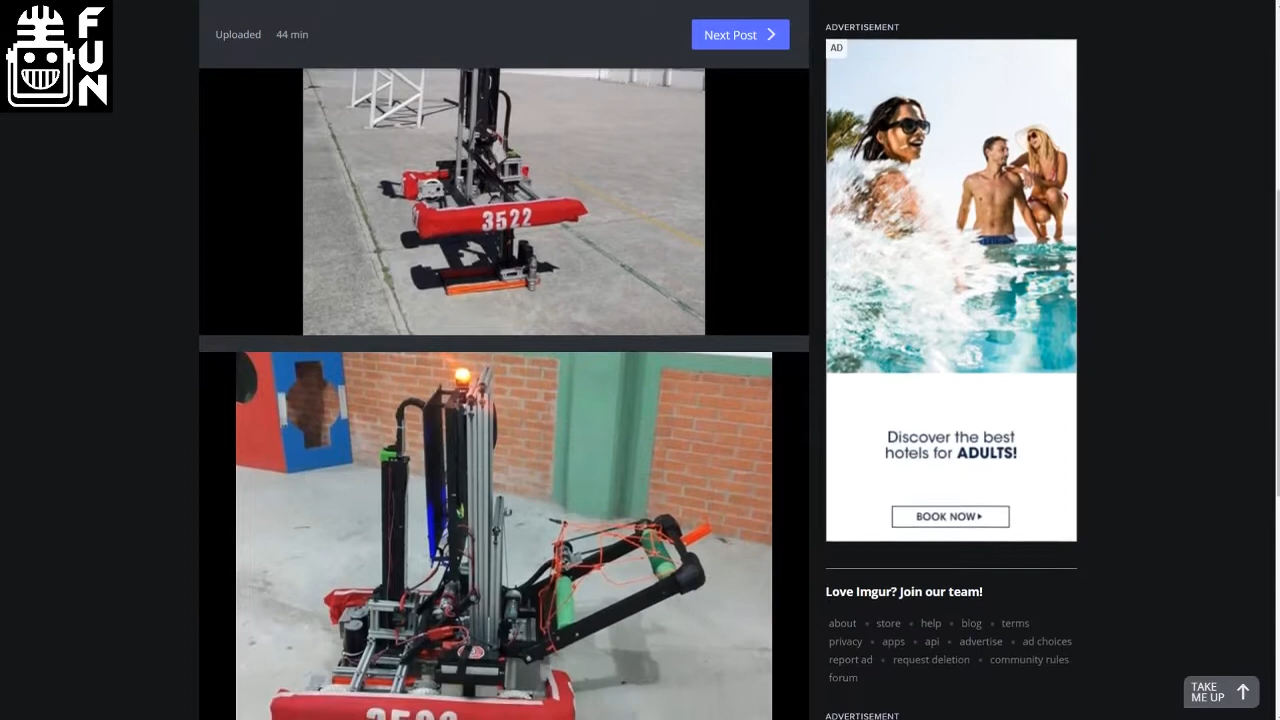 FUN
Uploaded 44 min
Next Post
3522
3522
ADVERTISEMENT
AD
Discover the best
hotels for ADULTS!
BOOK NOW
Love Imgur? Join our team!
about • store • help • blog • terms
privacy • apps • api • advertise • ad choices
report ad • request deletion • community rules
forum
TAKE
ME UP
ADVERTISEMENT